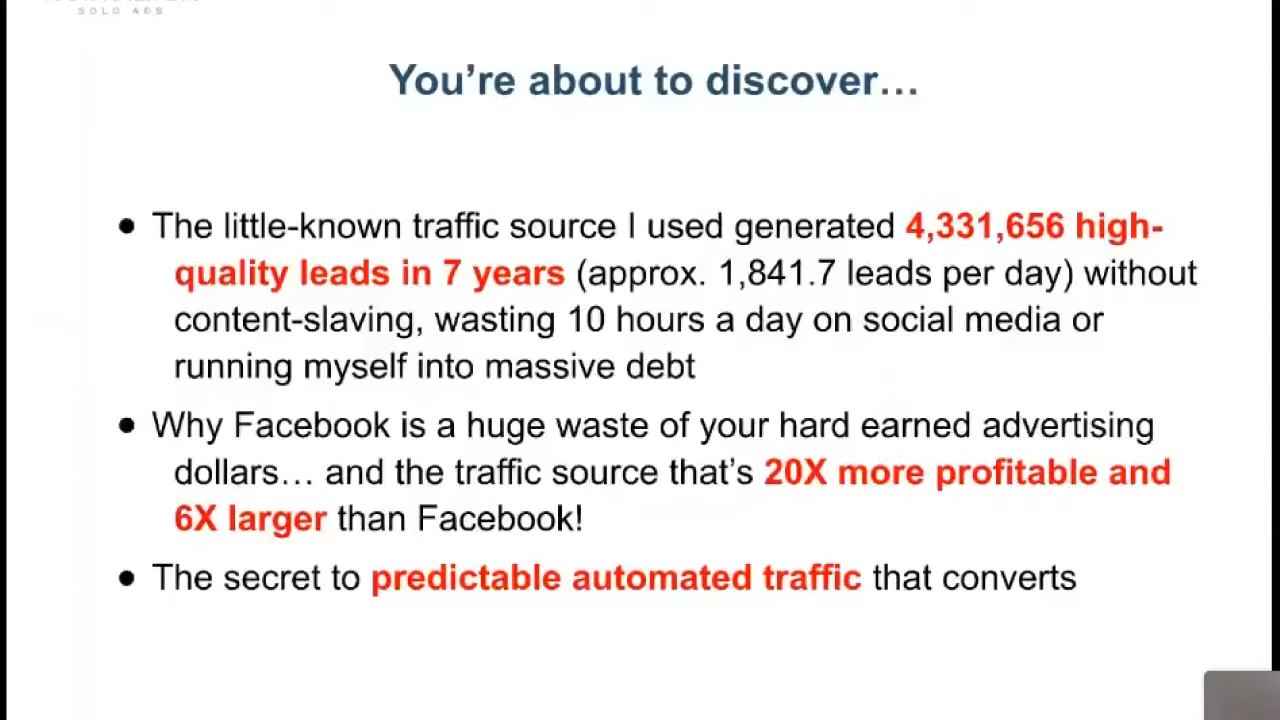 SOLO ADS
You’re about to discover…
● The little-known traffic source I used generated 4,331,656 high-
quality leads in 7 years (approx. 1,841.7 leads per day) without
content-slaving, wasting 10 hours a day on social media or
running myself into massive debt
● Why Facebook is a huge waste of your hard earned advertising
dollars… and the traffic source that’s 20X more profitable and
6X larger than Facebook!
● The secret to predictable automated traffic that converts